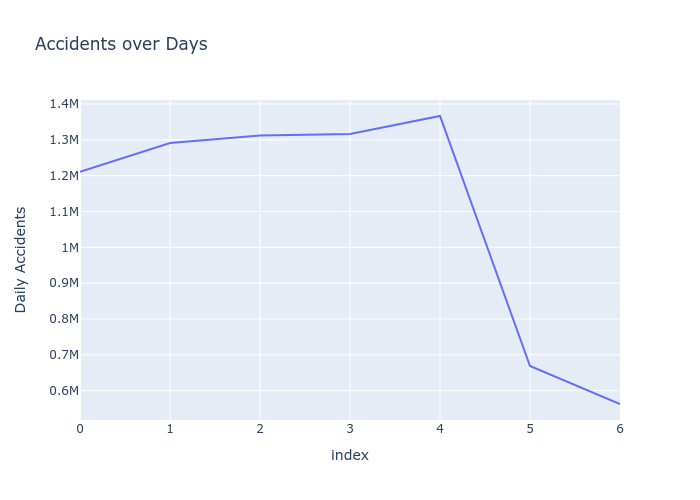 Accidents over Days
1.4M
1.3M
1.2M
1.1M
1M
0.9M
0.8M
0.7M
0.6M
Daily Accidents
0 1 2 3 4 5 6
index